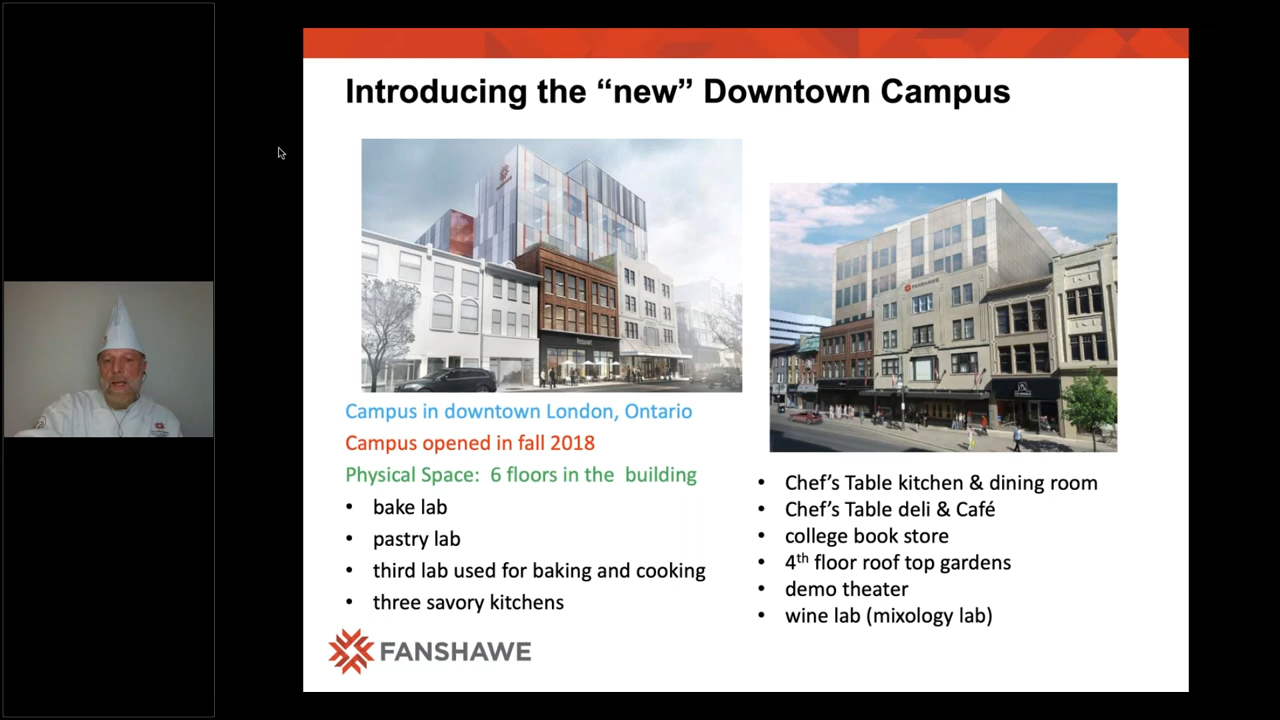 Introducing the “new” Downtown Campus
Restaurant
FANSHAWE
Campus in downtown London, Ontario
Campus opened in fall 2018
Physical Space:  6 floors in the  building
• bake lab
• pastry lab
• third lab used for baking and cooking
• three savory kitchens
• Chef’s Table kitchen & dining room
• Chef’s Table deli & Café
• college book store
• 4th floor roof top gardens
• demo theater
• wine lab (mixology lab)
FANSHAWE